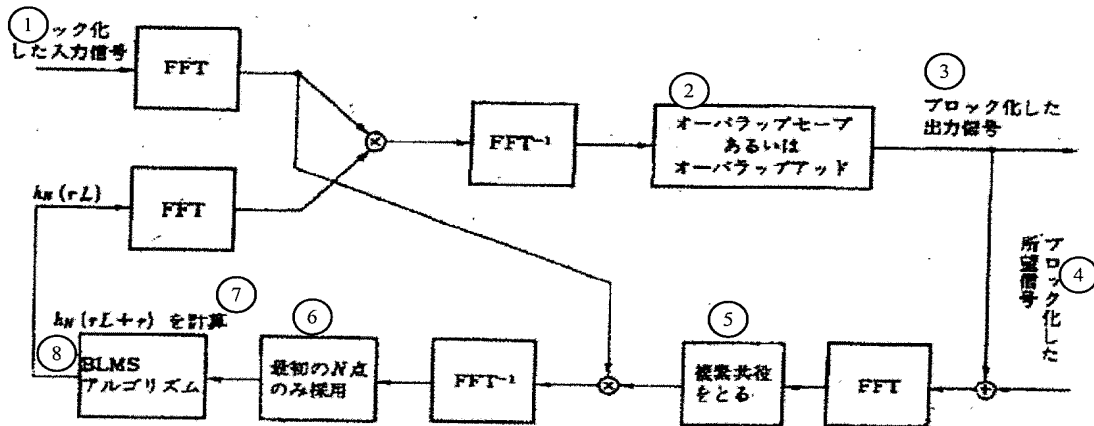 ①
ック化
した入力信号
FFT
②
オーバラップセーブ
あるいは
オーバラップアッド
③
ブロック化した
出力信号
FFT⁻¹
×
h_N(rL)
FFT
④
ブロック化した
所望信号
⑦
h_N(rL+r) を計算
⑧
BLMS
アルゴリズム
⑥
最初のN点
のみ採用
FFT⁻¹
×
⑤
複素共役
をとる
FFT
+